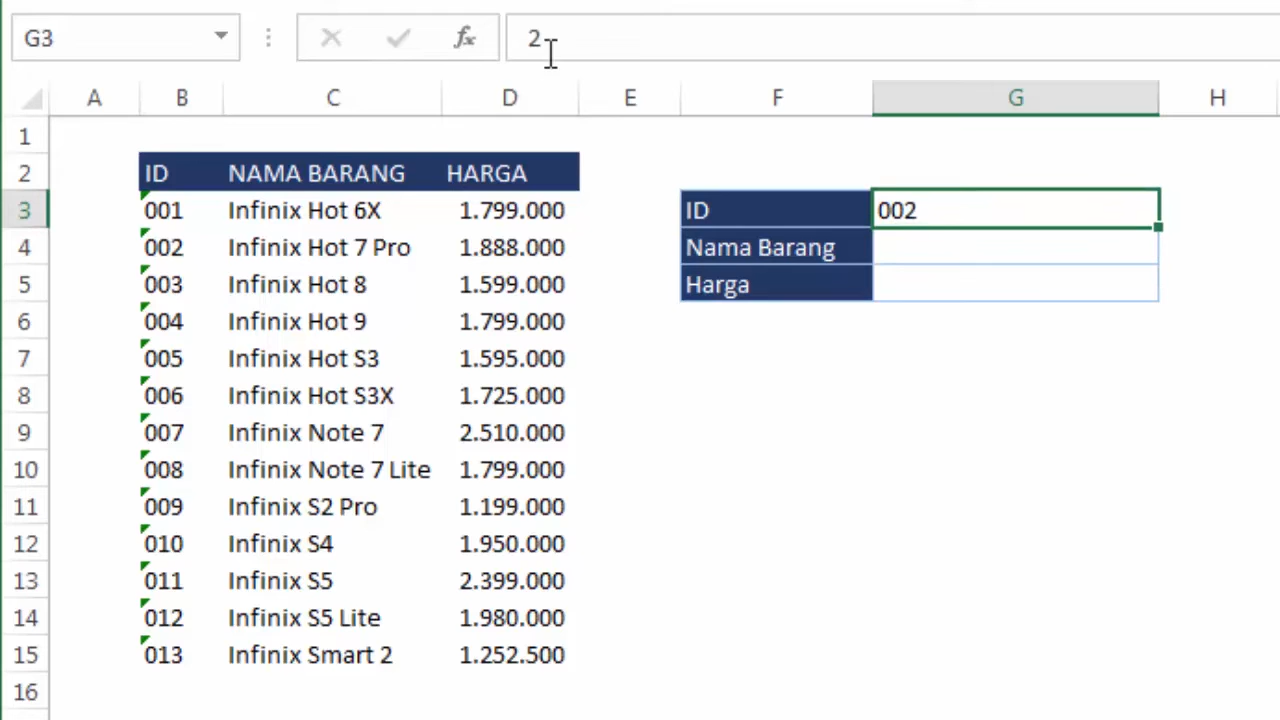 G3 fx 2
A B C D E F G H
1
2 ID NAMA BARANG HARGA
3 001 Infinix Hot 6X 1.799.000 ID 002
4 002 Infinix Hot 7 Pro 1.888.000 Nama Barang
5 003 Infinix Hot 8 1.599.000 Harga
6 004 Infinix Hot 9 1.799.000
7 005 Infinix Hot S3 1.595.000
8 006 Infinix Hot S3X 1.725.000
9 007 Infinix Note 7 2.510.000
10 008 Infinix Note 7 Lite 1.799.000
11 009 Infinix S2 Pro 1.199.000
12 010 Infinix S4 1.950.000
13 011 Infinix S5 2.399.000
14 012 Infinix S5 Lite 1.980.000
15 013 Infinix Smart 2 1.252.500
16